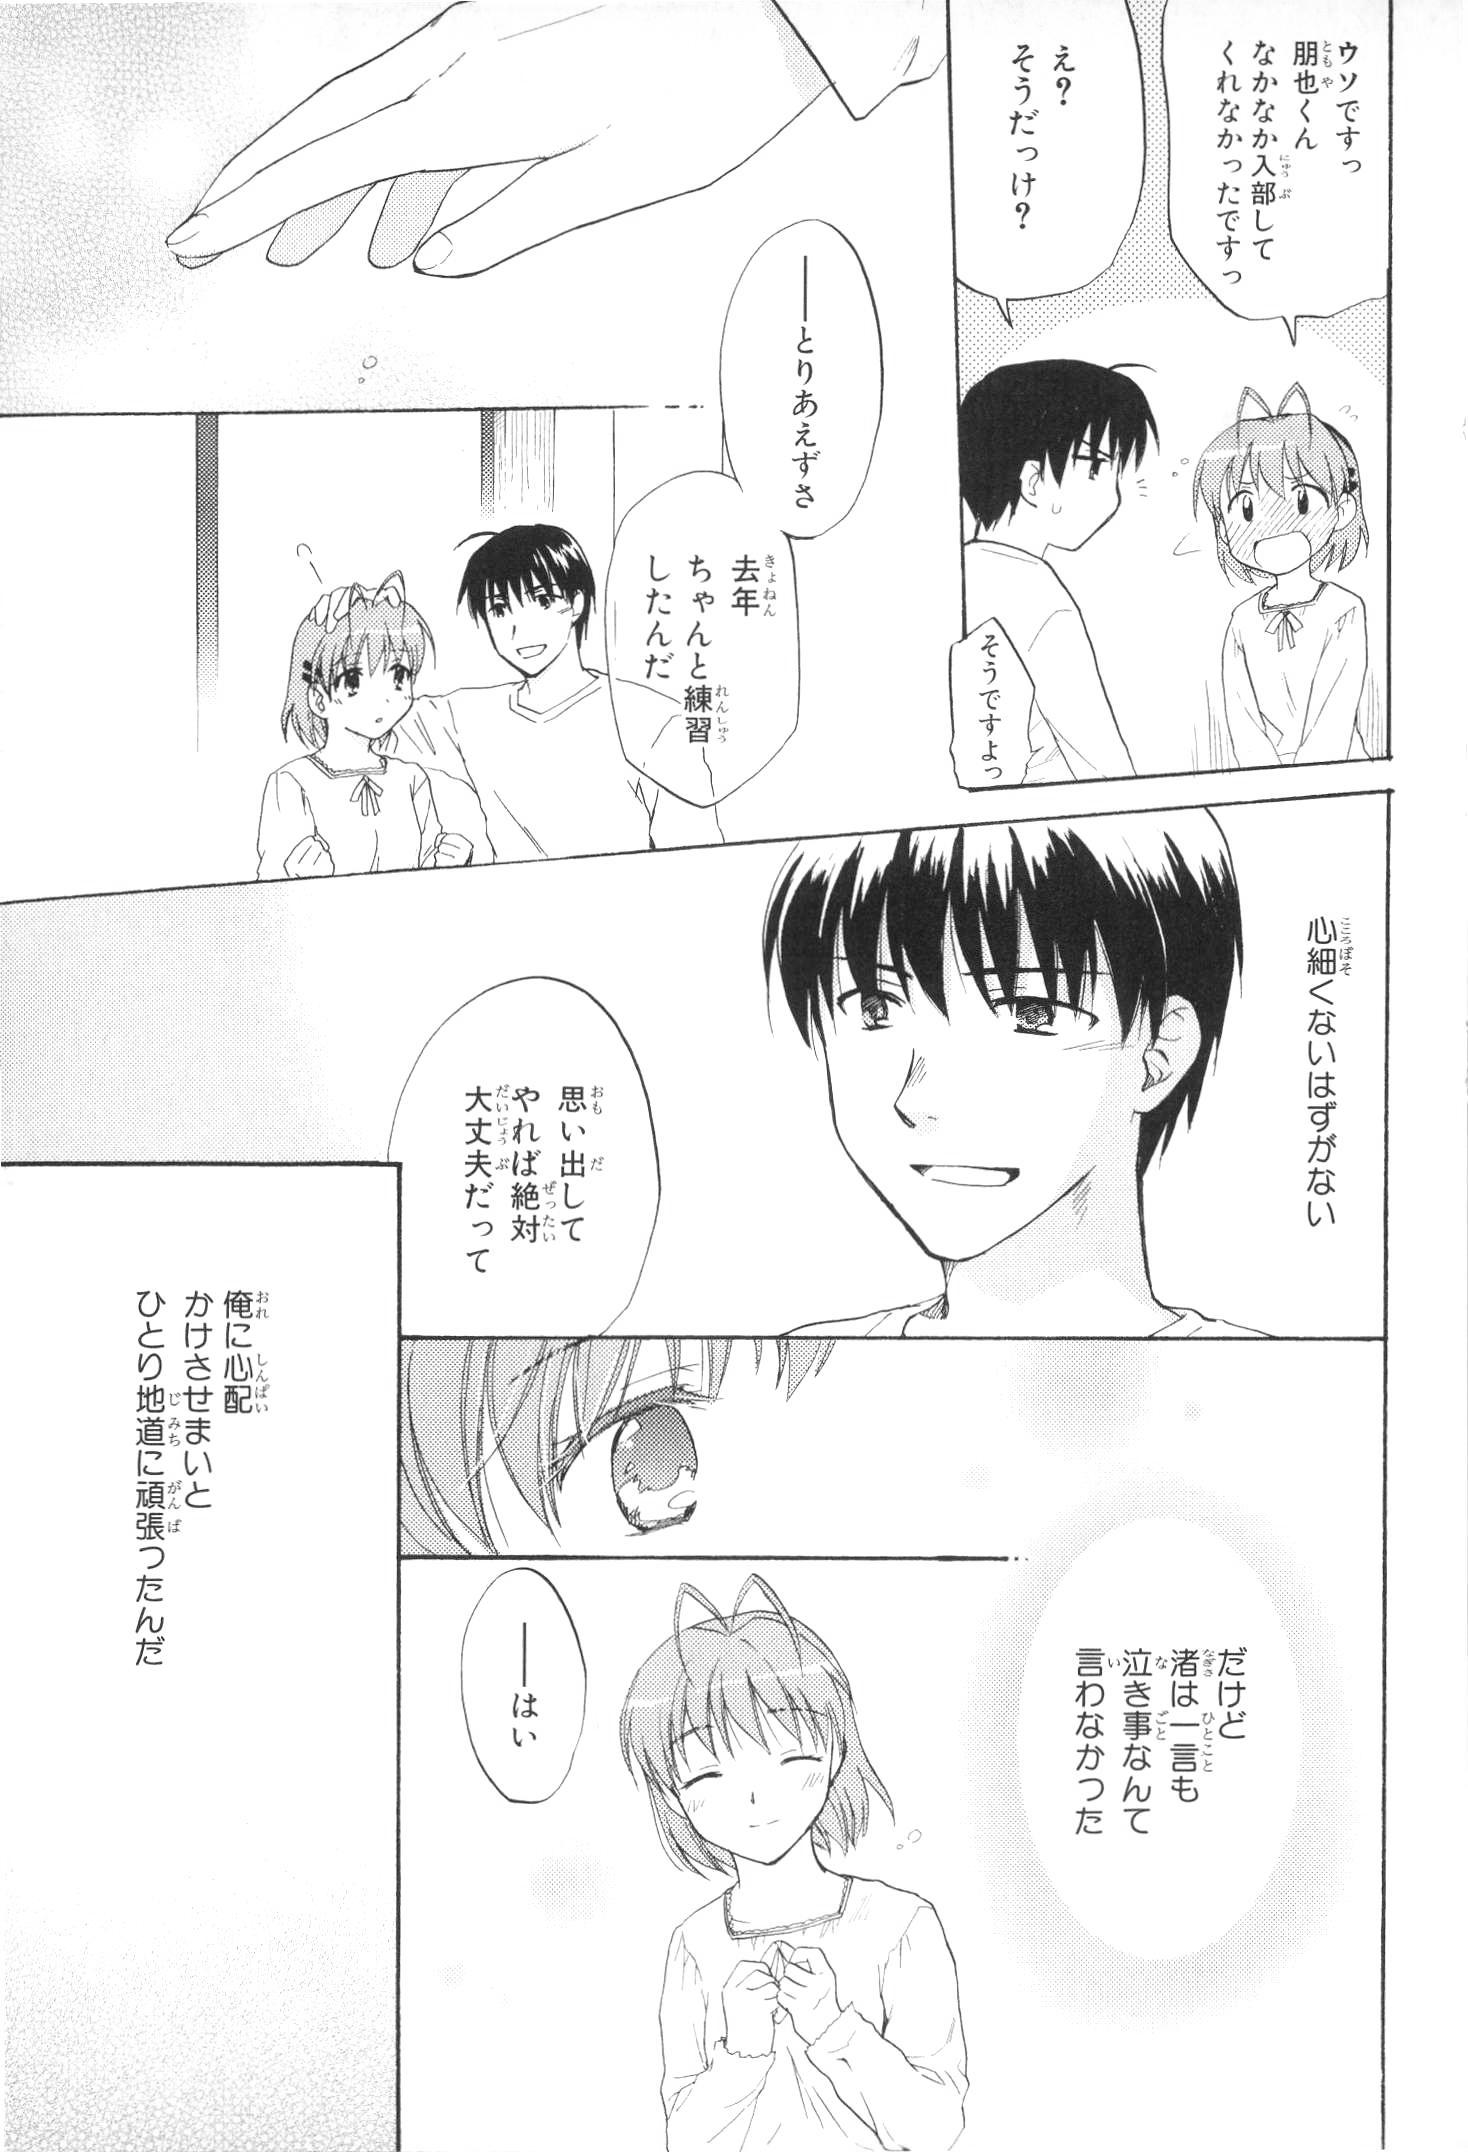 ウソですっ
朋也くん
なかなか入部して
くれなかったですっ
え？
そうだっけ？
そうですよっ
――とりあえずさ
去年
ちゃんと練習
したんだ
心細くないはずがない
思い出して
やれば絶対
大丈夫だって
だけど
渚は一言も
泣き事なんて
言わなかった
――はい
俺に心配
かけさせまいと
ひとり地道に頑張ったんだ